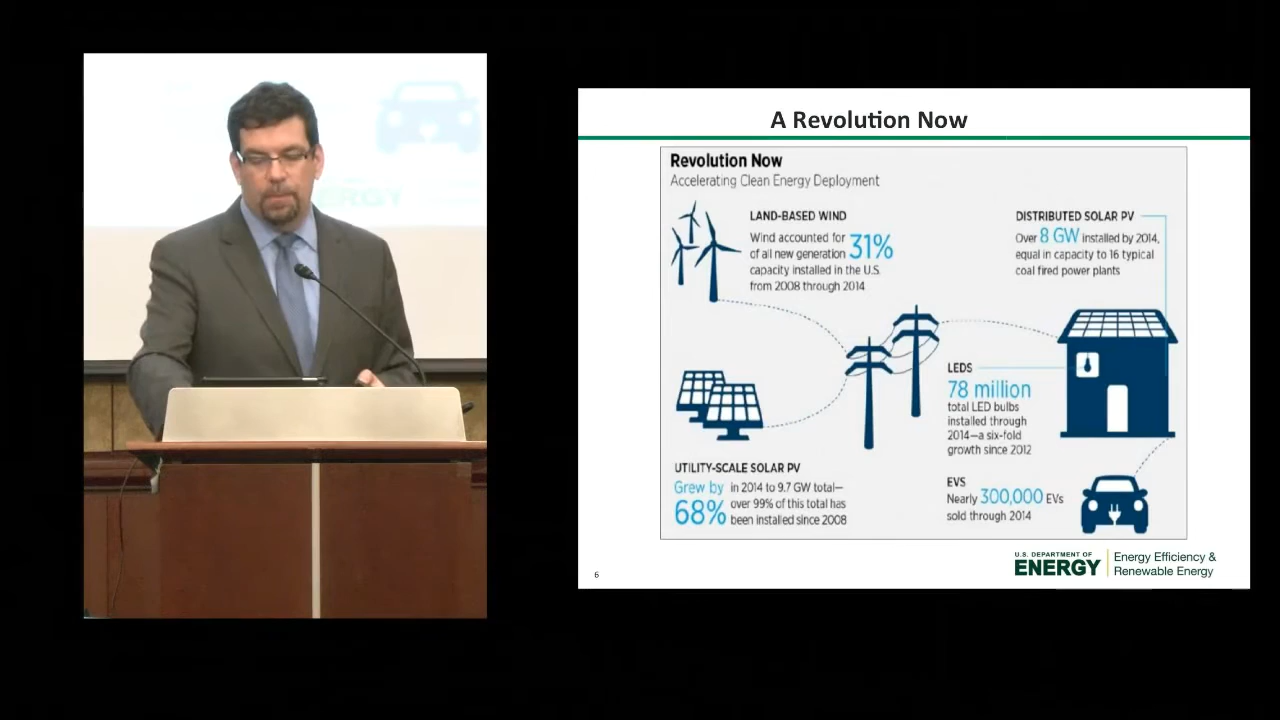 A Revolution Now
Revolution Now
Accelerating Clean Energy Deployment
LAND-BASED WIND
Wind accounted for 31%
of all new generation
capacity installed in the U.S.
from 2008 through 2014
DISTRIBUTED SOLAR PV
Over 8 GW installed by 2014,
equal in capacity to 16 typical
coal fired power plants
LEDS
78 million
total LED bulbs
installed through
2014—a six-fold
growth since 2012
UTILITY-SCALE SOLAR PV
Grew by 68%
in 2014 to 9.7 GW total—
over 99% of this total has
been installed since 2008
EVS
Nearly 300,000 EVs
sold through 2014
6
U.S. DEPARTMENT OF
ENERGY
Energy Efficiency &
Renewable Energy
ERGY